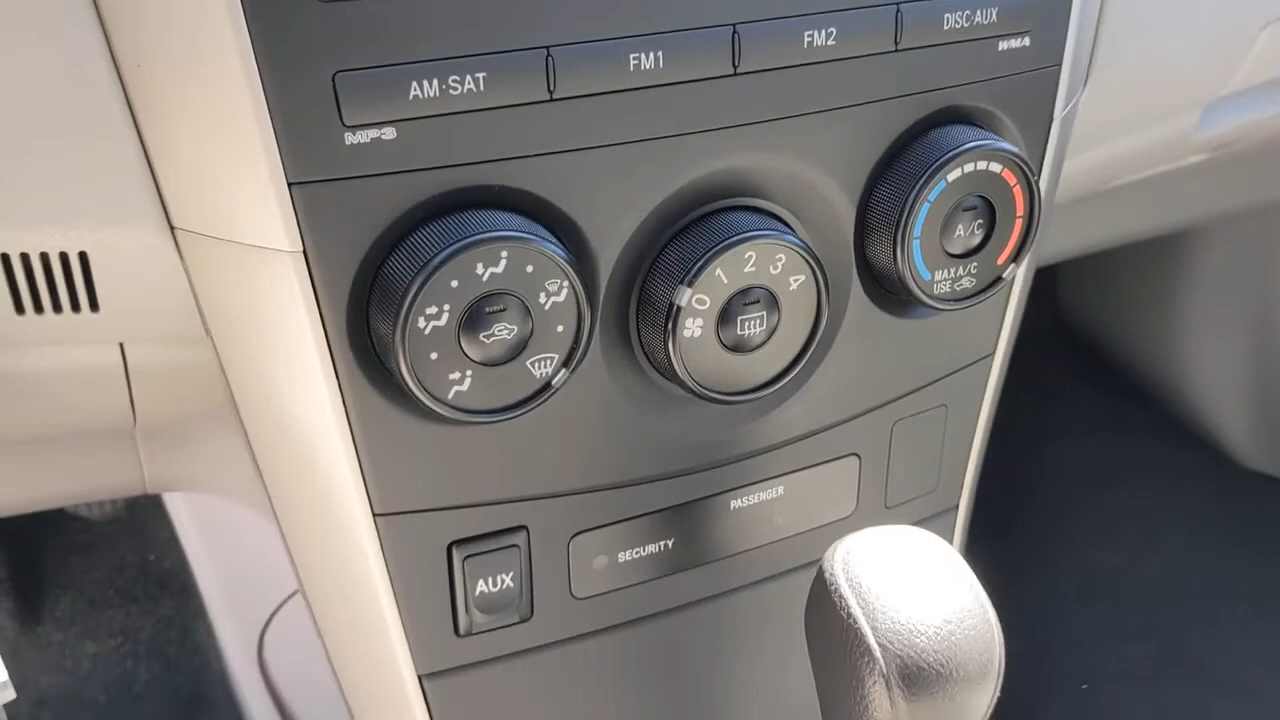 AM·SAT
FM1
FM2
DISC·AUX
MP3
WMA
0 1 2 3 4
A/C
MAX A/C
USE
PASSENGER
SECURITY
AUX